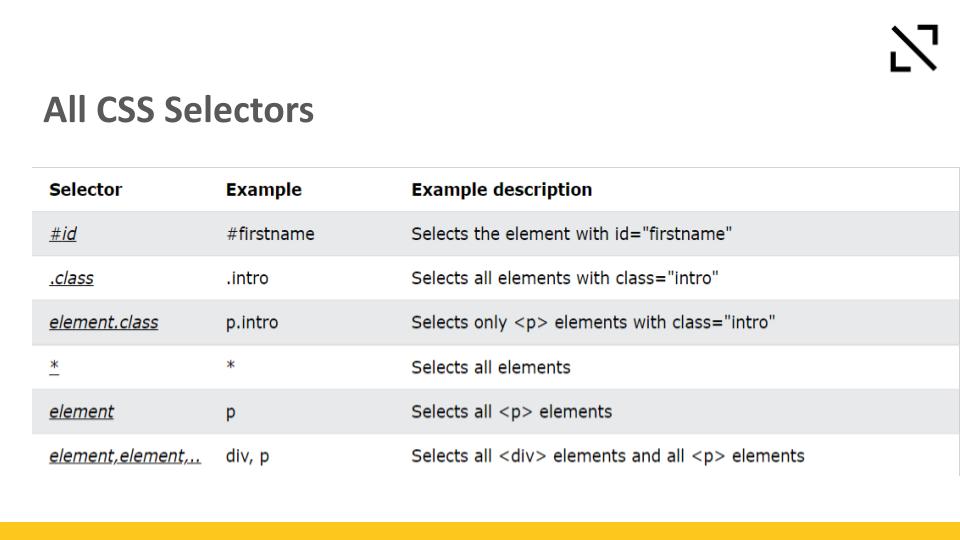 All CSS Selectors
Selector Example Example description
#id #firstname Selects the element with id="firstname"
.class .intro Selects all elements with class="intro"
element.class p.intro Selects only <p> elements with class="intro"
* * Selects all elements
element p Selects all <p> elements
element,element,.. div, p Selects all <div> elements and all <p> elements